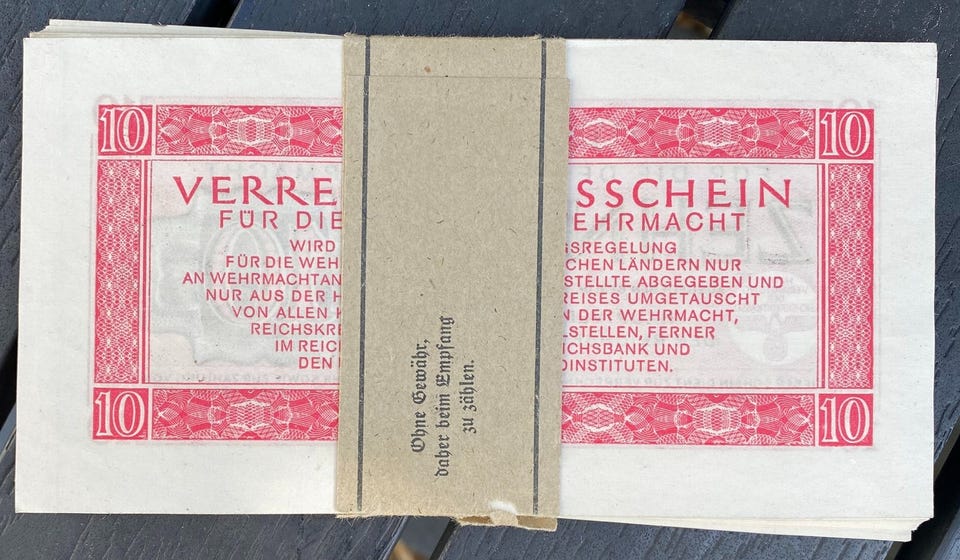 10 10
VERRE SSCHEIN
FÜR DIE EHRMACHT
WIRD SREGELUNG
FÜR DIE WEH CHEN LÄNDERN NUR
AN WEHRMACHTAN STELLTE ABGEGEBEN UND
NUR AUS DER H REISES UMGETAUSCHT
VON ALLEN K N DER WEHRMACHT,
REICHSKRE LSTELLEN, FERNER
IM REIC ICHSBANK UND
DEN DINSTITUTEN.
10 10
Ohne Gewähr,
daher beim Empfang
zu zählen.